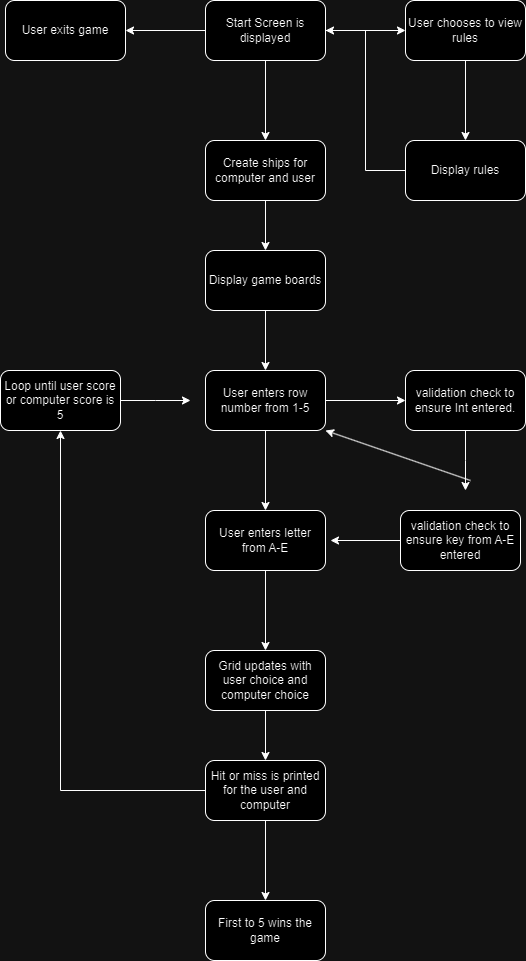 User exits game
Start Screen is
displayed
User chooses to view
rules
Create ships for
computer and user
Display rules
Display game boards
Loop until user score
or computer score is
5
User enters row
number from 1-5
validation check to
ensure Int entered.
User enters letter
from A-E
validation check to
ensure key from A-E
entered
Grid updates with
user choice and
computer choice
Hit or miss is printed
for the user and
computer
First to 5 wins the
game